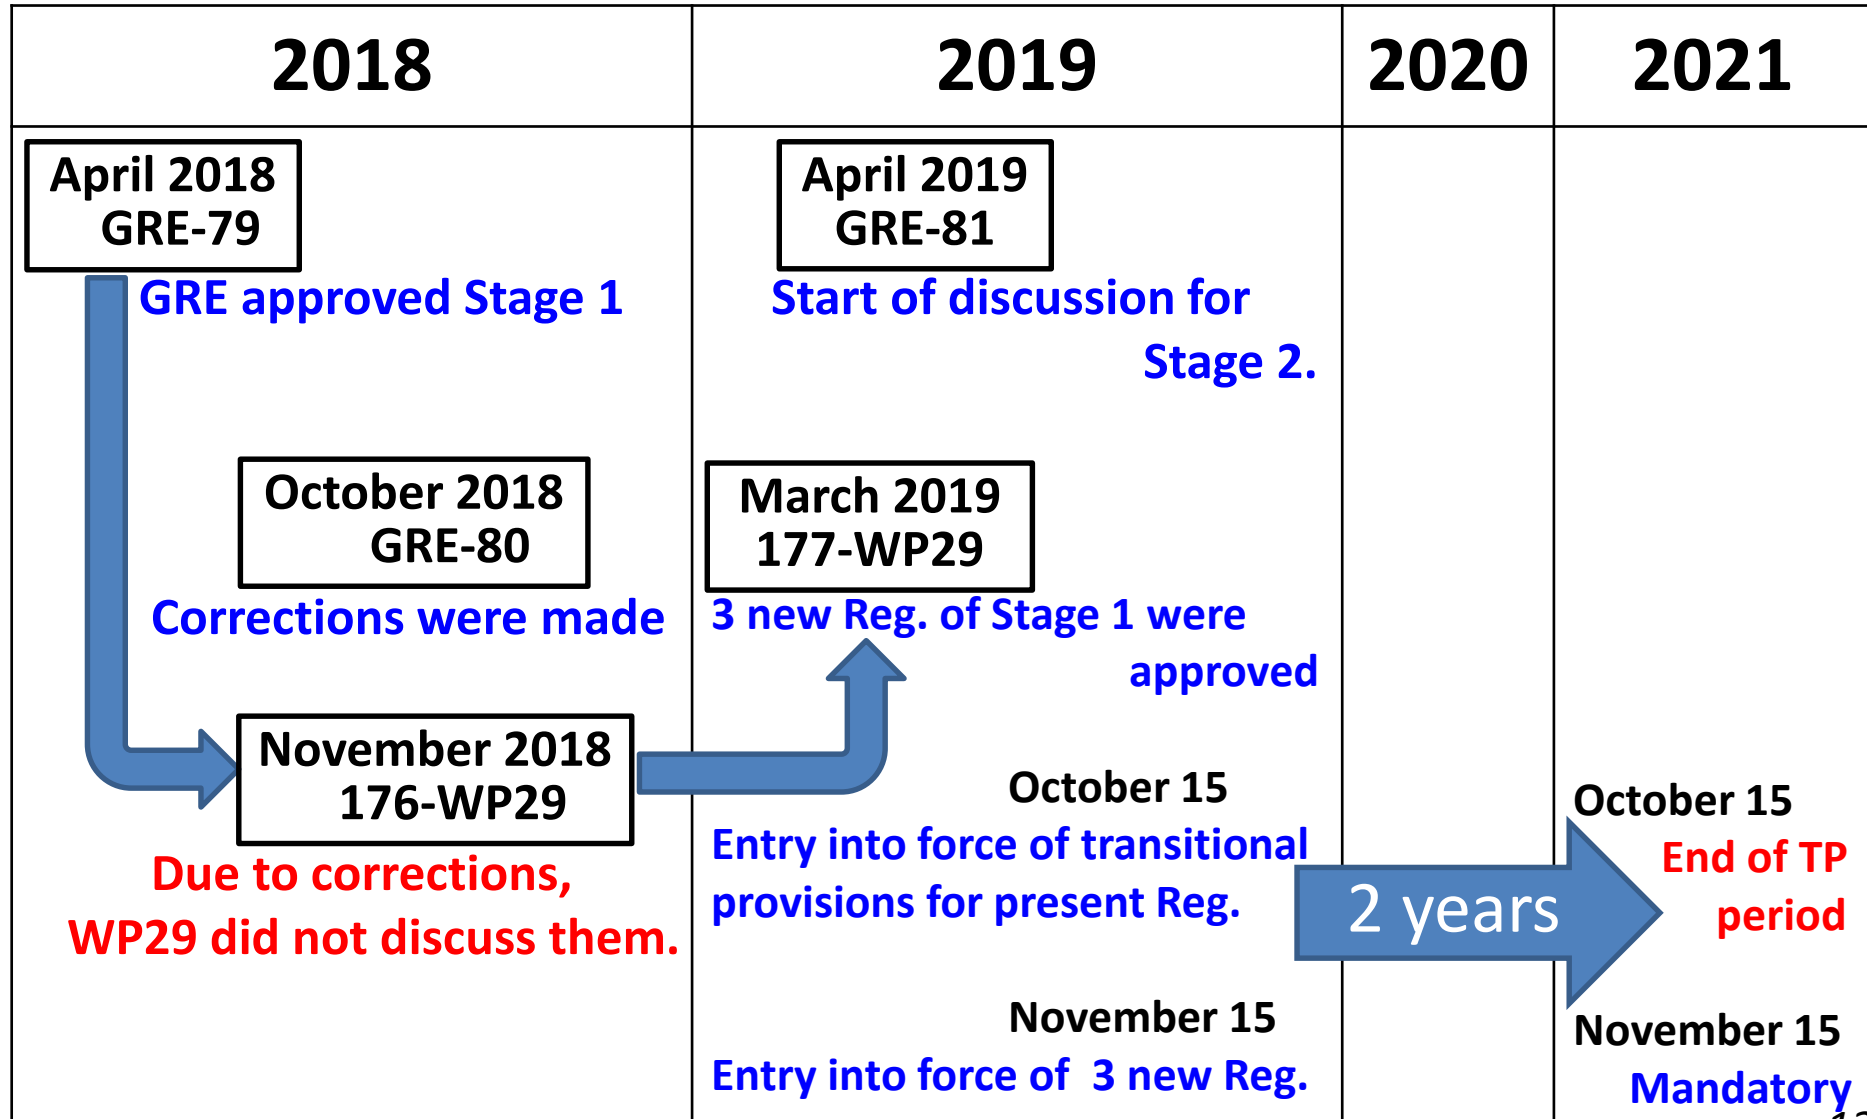 2018
2019
2020
2021
April 2018
GRE-79
GRE approved Stage 1
October 2018
GRE-80
Corrections were made
November 2018
176-WP29
Due to corrections,
WP29 did not discuss them.
April 2019
GRE-81
Start of discussion for
Stage 2.
March 2019
177-WP29
3 new Reg. of Stage 1 were
approved
October 15
Entry into force of transitional
provisions for present Reg.
November 15
Entry into force of 3 new Reg.
2 years
October 15
End of TP
period
November 15
Mandatory